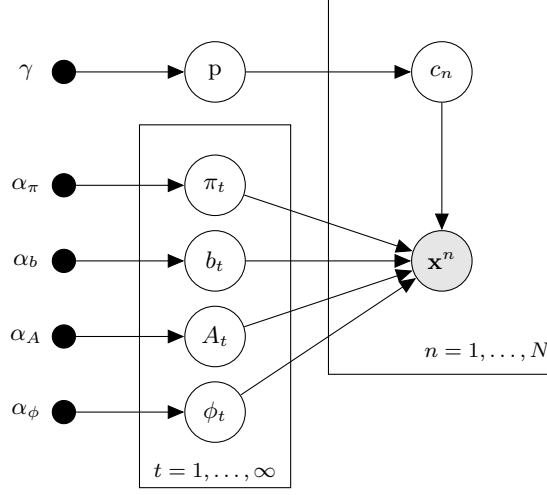 γ p c_n
α_π π_t
α_b b_t x^n
α_A A_t
n = 1, . . . , N
α_ϕ ϕ_t
t = 1, . . . , ∞